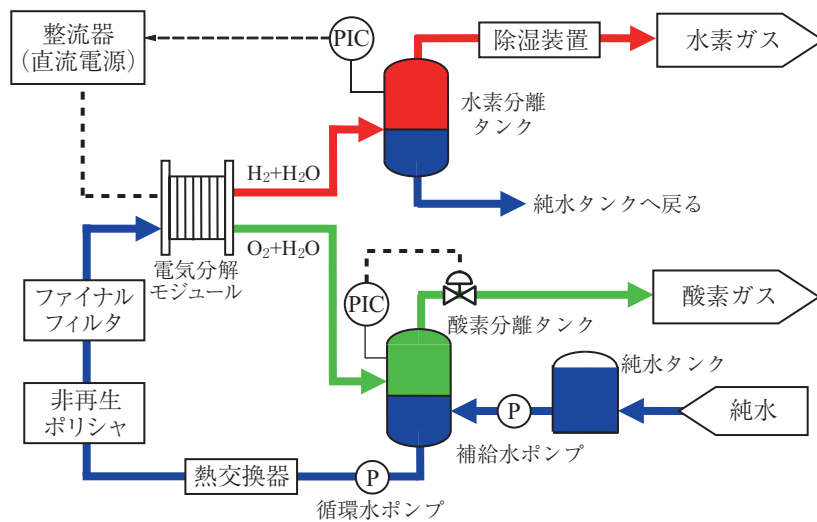 整流器
（直流電源）
PIC
除湿装置
水素ガス
水素分離
タンク
H₂+H₂O
純水タンクへ戻る
O₂+H₂O
電気分解
モジュール
ファイナル
フィルタ
PIC
酸素ガス
酸素分離タンク
純水タンク
非再生
ポリシャ
P
純水
補給水ポンプ
熱交換器
P
循環水ポンプ